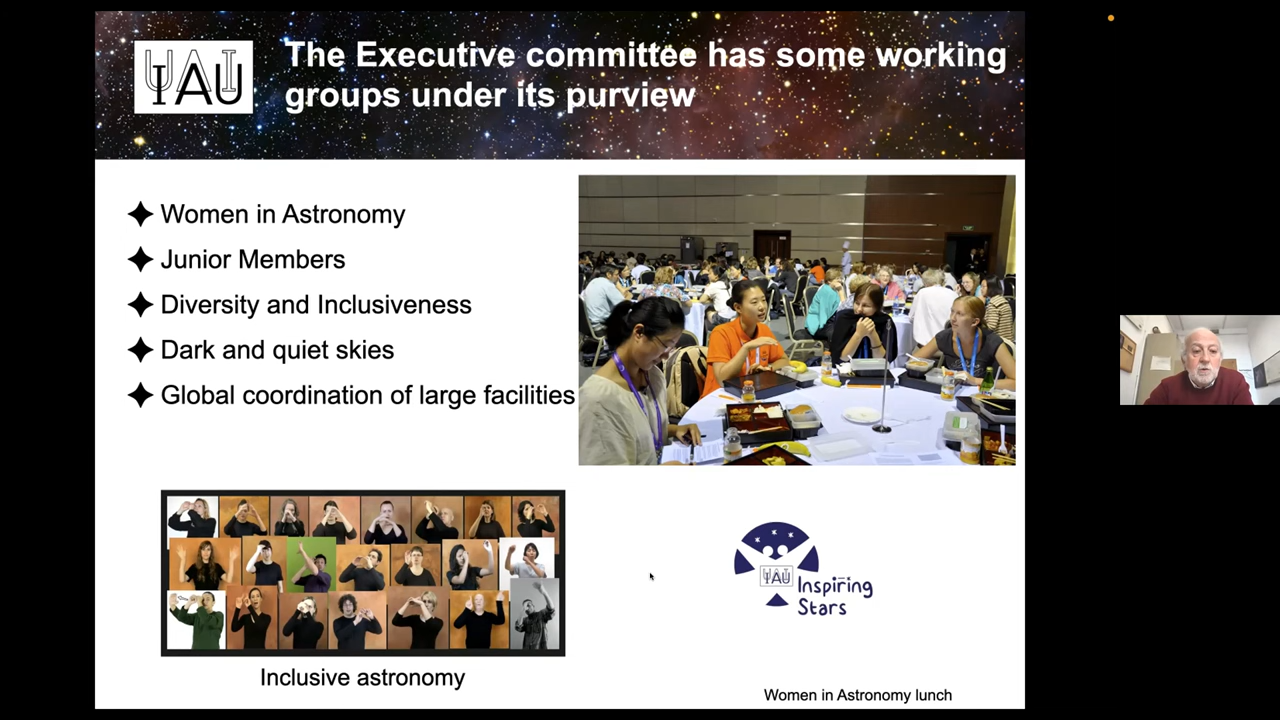 IAU
The Executive committee has some working
groups under its purview
Women in Astronomy
Junior Members
Diversity and Inclusiveness
Dark and quiet skies
Global coordination of large facilities
IAU
Inspiring
Stars
Inclusive astronomy
Women in Astronomy lunch